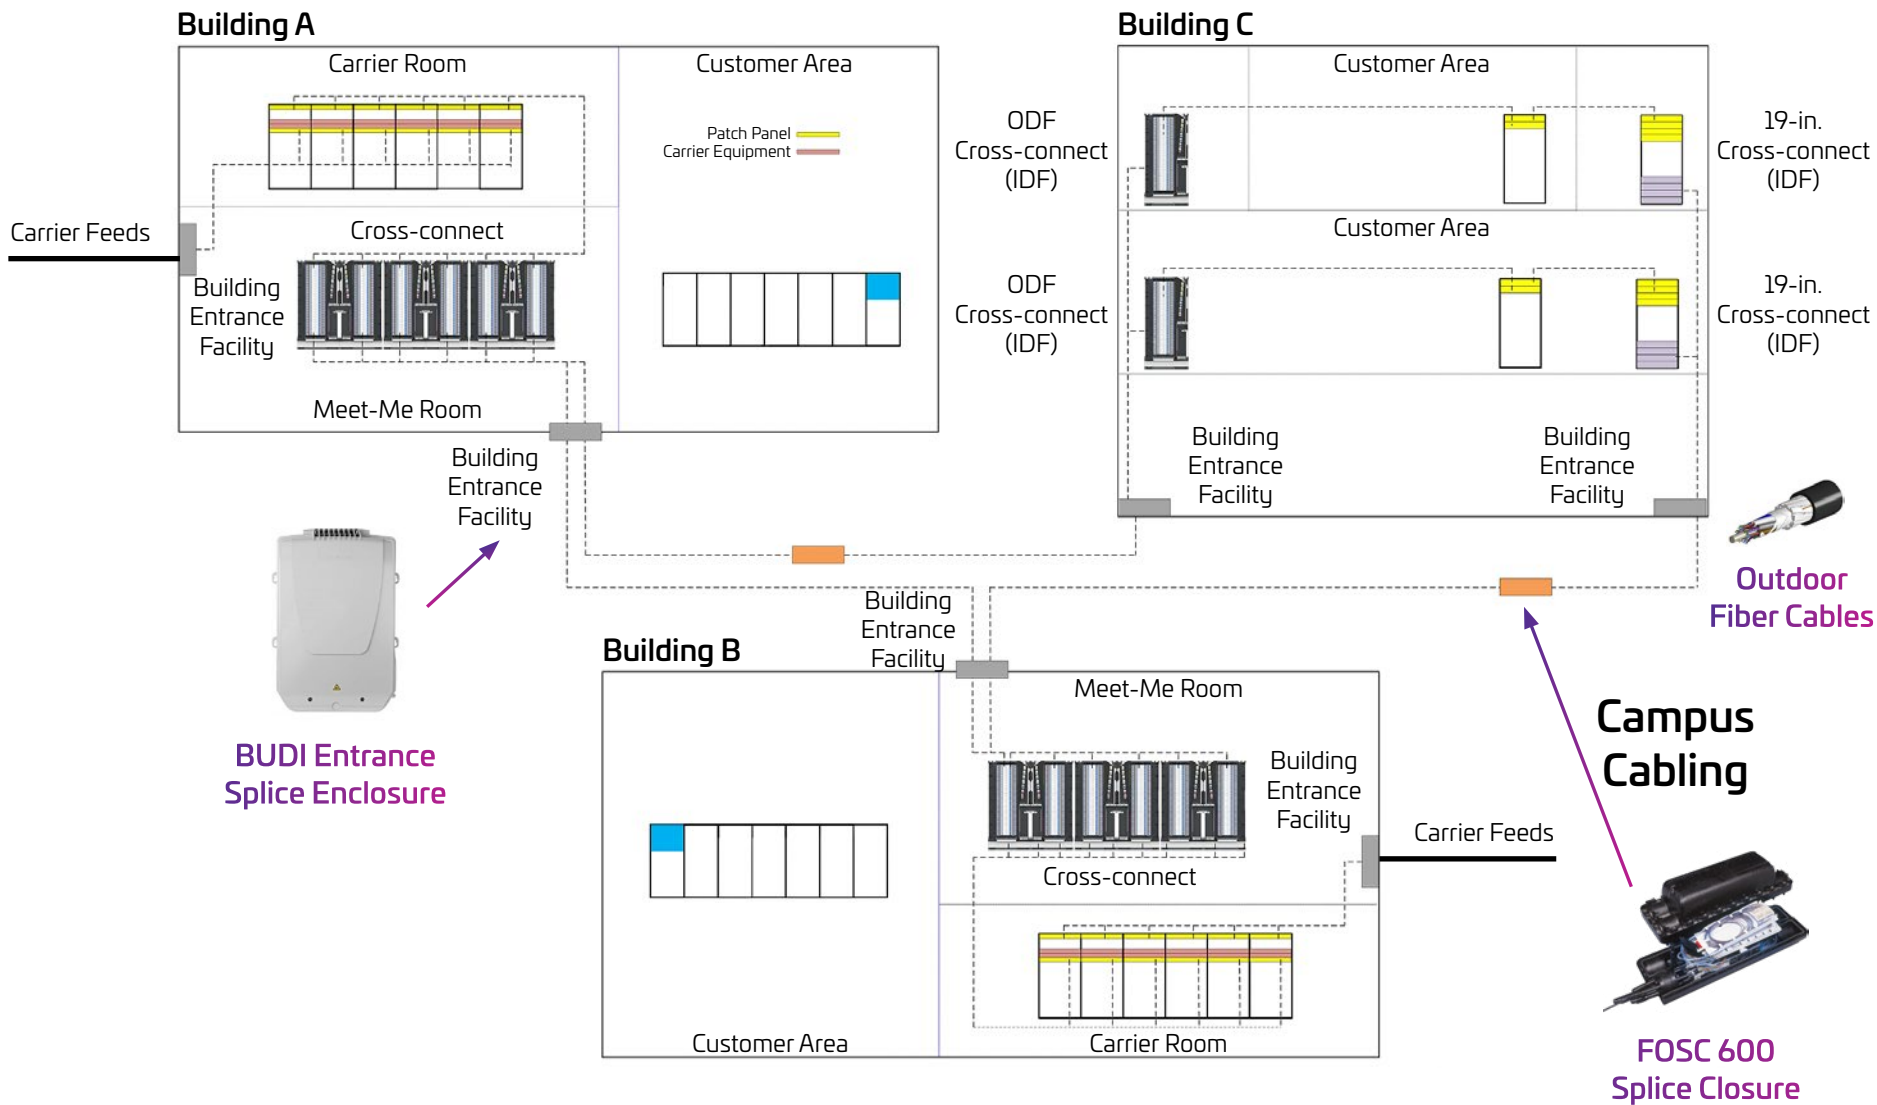 Building A
Carrier Room
Customer Area
Patch Panel
Carrier Equipment
Carrier Feeds
Cross-connect
Building
Entrance
Facility
Meet-Me Room
Building
Entrance
Facility
BUDI Entrance
Splice Enclosure
Building C
Customer Area
ODF
Cross-connect
(IDF)
19-in.
Cross-connect
(IDF)
Customer Area
ODF
Cross-connect
(IDF)
19-in.
Cross-connect
(IDF)
Building
Entrance
Facility
Building
Entrance
Facility
Outdoor
Fiber Cables
Building
Entrance
Facility
Building B
Meet-Me Room
Building
Entrance
Facility
Carrier Feeds
Cross-connect
Customer Area
Carrier Room
Campus
Cabling
FOSC 600
Splice Closure